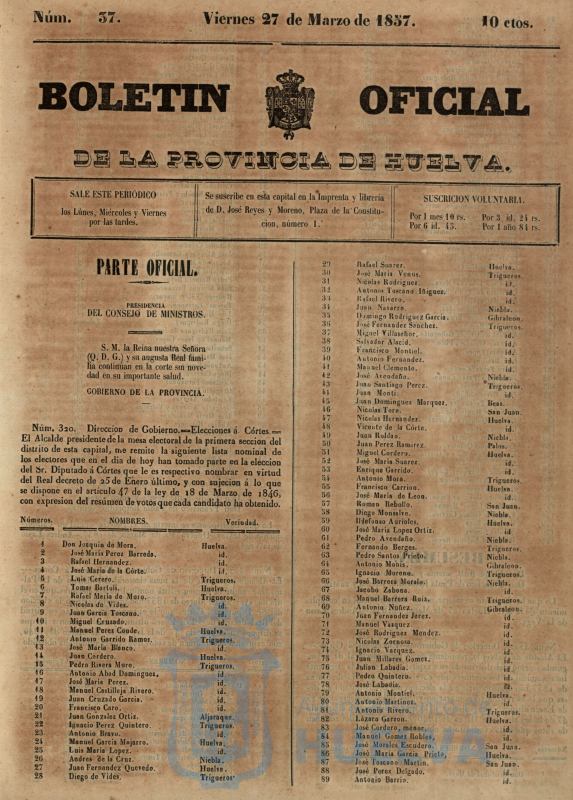 Núm. 37. Viernes 27 de Marzo de 1857. 10 ctos.
BOLETIN OFICIAL
DE LA PROVINCIA DE HUELVA.
SALE ESTE PERIÓDICO
los Lúnes, Miércoles y Viernes
por las tardes.
Se suscribe en esta capital en la Imprenta y libreria
de D. José Reyes y Moreno, Plaza de la Constitu-
cion, número 1.
SUSCRICION VOLUNTARIA.
Por 1 mes 10 rs. Por 3 id. 24 rs.
Por 6 id. 45. Por 1 año 84 rs.
PARTE OFICIAL.
PRESIDENCIA
DEL CONSEJO DE MINISTROS.
S. M. la Reina nuestra Señora
(Q. D. G.) y su augusta Real fami-
lia continúan en la corte sin nove-
dad en su importante salud.
GOBIERNO DE LA PROVINCIA.
Núm. 320. Direccion de Gobierno.—Elecciones á Córtes.—
El Alcalde presidente de la mesa electoral de la primera seccion del
distrito de esta capital, me remite la siguiente lista nominal de
los electores que en el dia de hoy han tomado parte en la eleccion
del Sr. Diputado á Córtes que le es respectivo nombrar en virtud
del Real decreto de 25 de Enero último, y con sujecion á lo que
se dispone en el artículo 47 de la ley de 18 de Marzo de 1846,
con expresion del resúmen de votos que cada candidato ha obtenido.
Números. NOMBRES. Vecindad.
1 Don Joaquin de Mora. Huelva.
2 José María Perez Barreda. id.
3 Rafael Hernandez. id.
4 José Maria de la Córte. id.
5 Luis Cerero. Trigueros.
6 Tomas Bartoli. Huelva.
7 Rafael Maria de Moro. Trigueros.
8 Nicolas de Vides. id.
9 Juan Garcia Toscano. id.
10 Miguel Cruzado. id.
11 Manuel Perez Conde. Huelva.
12 Antonio Garrido Ramos. Trigueros.
13 José María Blanco. id.
14 Juan Cordero. Huelva.
15 Pedro Rivera Muro. Trigueros.
16 Antonio Abad Dominguez, id.
17 José Maria Perez. id.
18 Manuel Castilleja Rivero. id.
19 Juan Cruzado Garcia. id.
20 Francisco Caro. id.
21 Juan Gonzalez Ortiz. Aljaraque.
22 Ignacio Perez Quintero. Trigueros.
23 Antonio Bravo. id.
24 Manuel Garcia Majarro. Huelva.
25 Luis Maria Lopez. id.
26 Andres de la Cruz. Niebla.
27 Juan Fernandez Quevedo. Huelva.
28 Diego de Vides. Trigueros
29 Rafael Suarez. Huelva.
30 José Maria Venus. Trigueros.
31 Nicolas Rodriguez. id.
32 Antonio Toscano Iñiguez. id.
33 Rafael Rivero. id.
34 Juan Navarro. Niebla.
35 Domingo Rodriguez Garcia. Gibraleon.
36 José Fernandez Sanchez. Trigueros.
37 Miguel Villaseñor. id.
38 Salvador Alacid. id.
39 Francisco Montiel. id.
40 Antonio Fernandez. id.
41 Manuel Clemente. id.
42 José Avendaño. Niebla.
43 Juan Santiago Perez. Trigueros.
44 Juan Monti. id.
45 Juan Dominguez Marquez. Beas.
46 Nicolas Tore. San Juan.
47 Nicolas Hernandez. Huelva.
48 Vicente de la Córte. id.
49 Juan Roldan. Niebla.
50 Juan Perez Ramirez. Palos.
51 Miguel Cordero. Huelva.
52 José Maria Suarez. id.
53 Enrique Garrido. id.
54 Antonio Mora. Trigueros.
55 Francisco Carrion. Huelva.
56 José Maria de Leon. id.
57 Roman Rebollo. San Juan.
58 Diego Monsalve. Niebla.
59 Ildefonso Aurioles. Huelva.
60 José Maria Lopez Ortiz. id.
61 Pedro Avendaño. Niebla.
62 Fernando Berges. Trigueros.
63 Pedro Santos Prieto. Niebla.
64 Antonio Mohis. Gibraleon.
65 Ignacio Moreno. Trigueros.
66 José Barrera Morales. Niebla.
67 Jacobo Zabona. id.
68 Manuel Barrera Ruiz. Trigueros.
69 Antonio Nuñez. Gibraleon.
70 Juan Fernandez Jerez. id.
71 Manuel Vazquez. id.
72 José Rodriguez Mendez. id.
73 Nicolas Zornosa. id.
74 Ignacio Vazquez. id.
75 Juan Millares Gomez. id.
76 Julian Labadia. id.
77 Pedro Quintero. id.
78 José Labadia. id.
79 Antonio Montiel. Huelva.
80 Antonio Martinez. id.
81 Antonio Rivero. Trigueros.
82 Lázaro Garrou. Huelva.
83 José Cordero, menor. id.
84 Manuel Gomez Robles, id.
85 José Morales Escudero. San Juan.
86 José Maria Garcia Prieto, Huelva.
87 José Toscano Martin. San Juan.
88 José Perez Delgado. id.
89 Antonio Barrio. id.
Ayuntamiento de
HUELVA